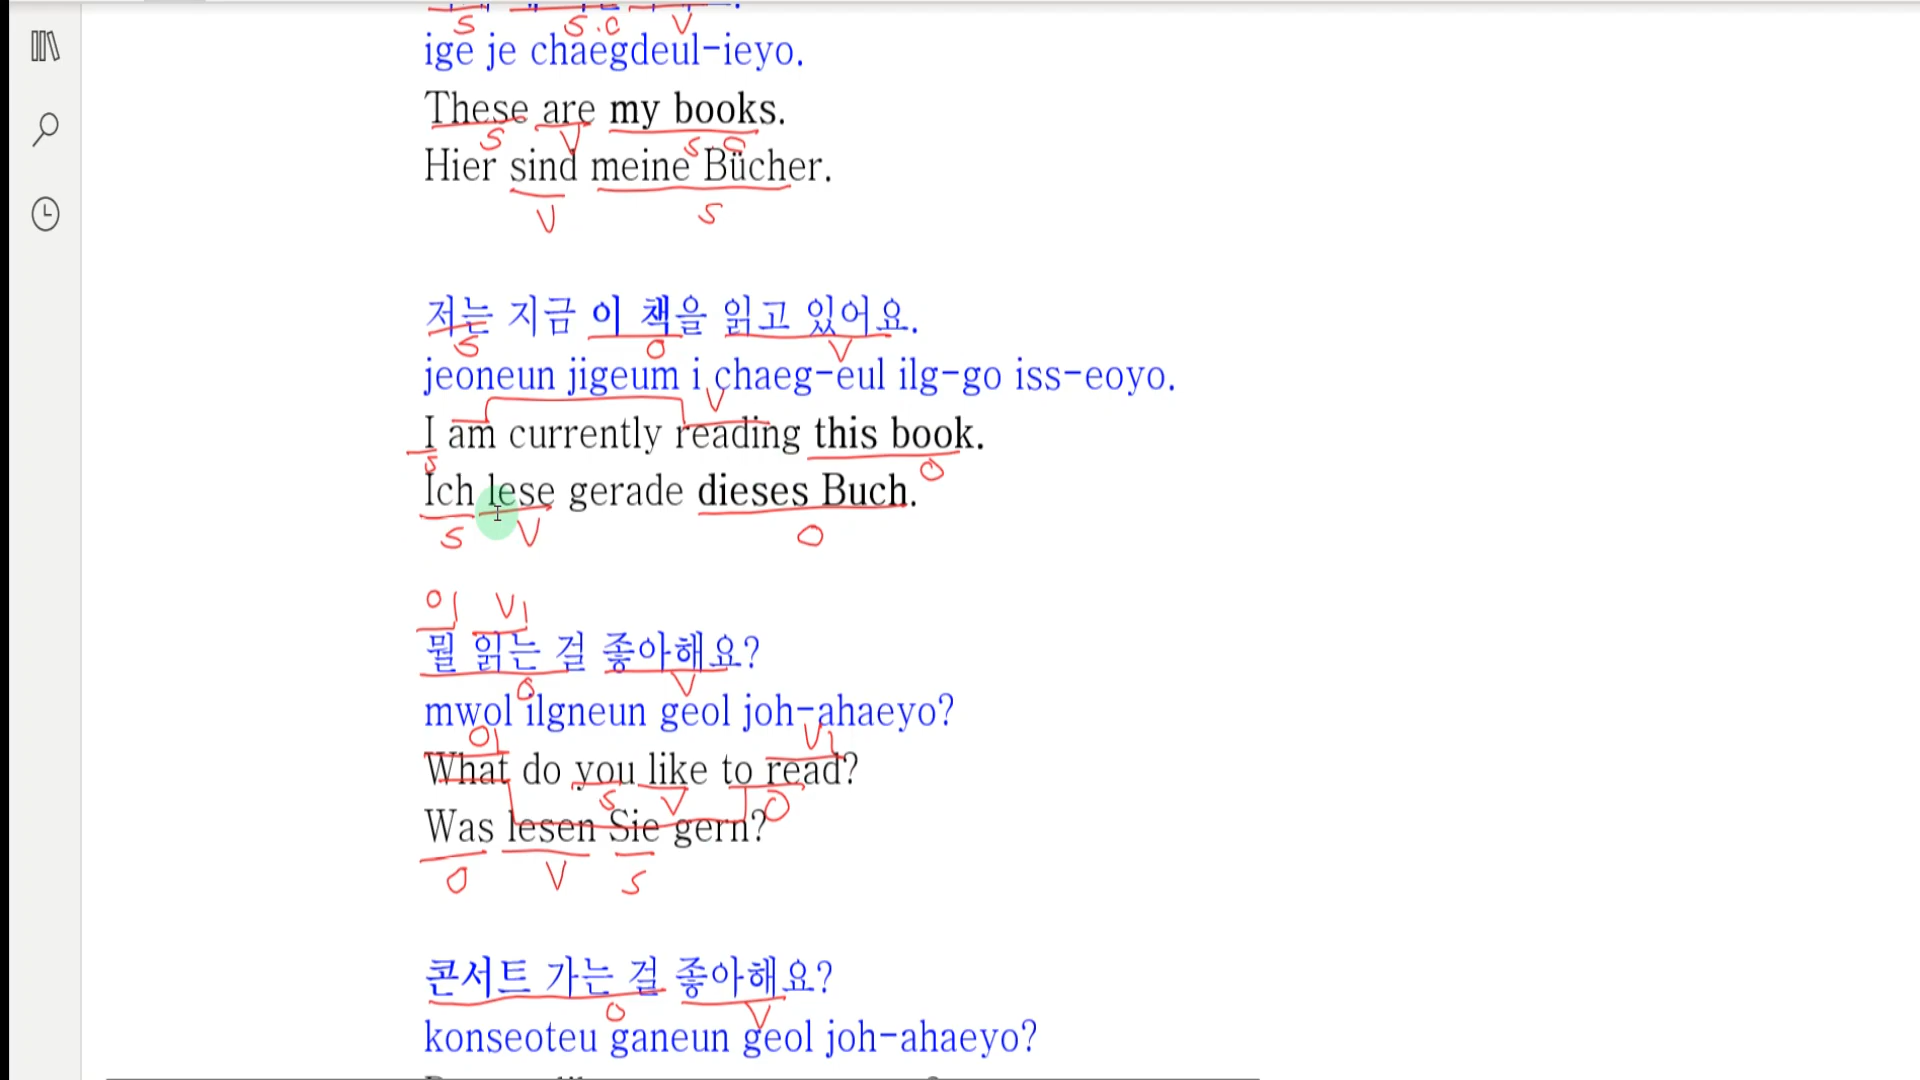 S S.C V
ige je chaegdeul-ieyo.
These are my books.
S V S C
Hier sind meine Bücher.
V S
저는 지금 이 책을 읽고 있어요.
S O V
jeoneun jigeum i chaeg-eul ilg-go iss-eoyo.
V
I am currently reading this book.
S O
Ich lese gerade dieses Buch.
S V O
O1 V1
뭘 읽는 걸 좋아해요?
O V
mwol ilgneun geol joh-ahaeyo?
O1 V1
What do you like to read?
S V O
Was lesen Sie gern?
O V S
콘서트 가는 걸 좋아해요?
O V
konseoteu ganeun geol joh-ahaeyo?